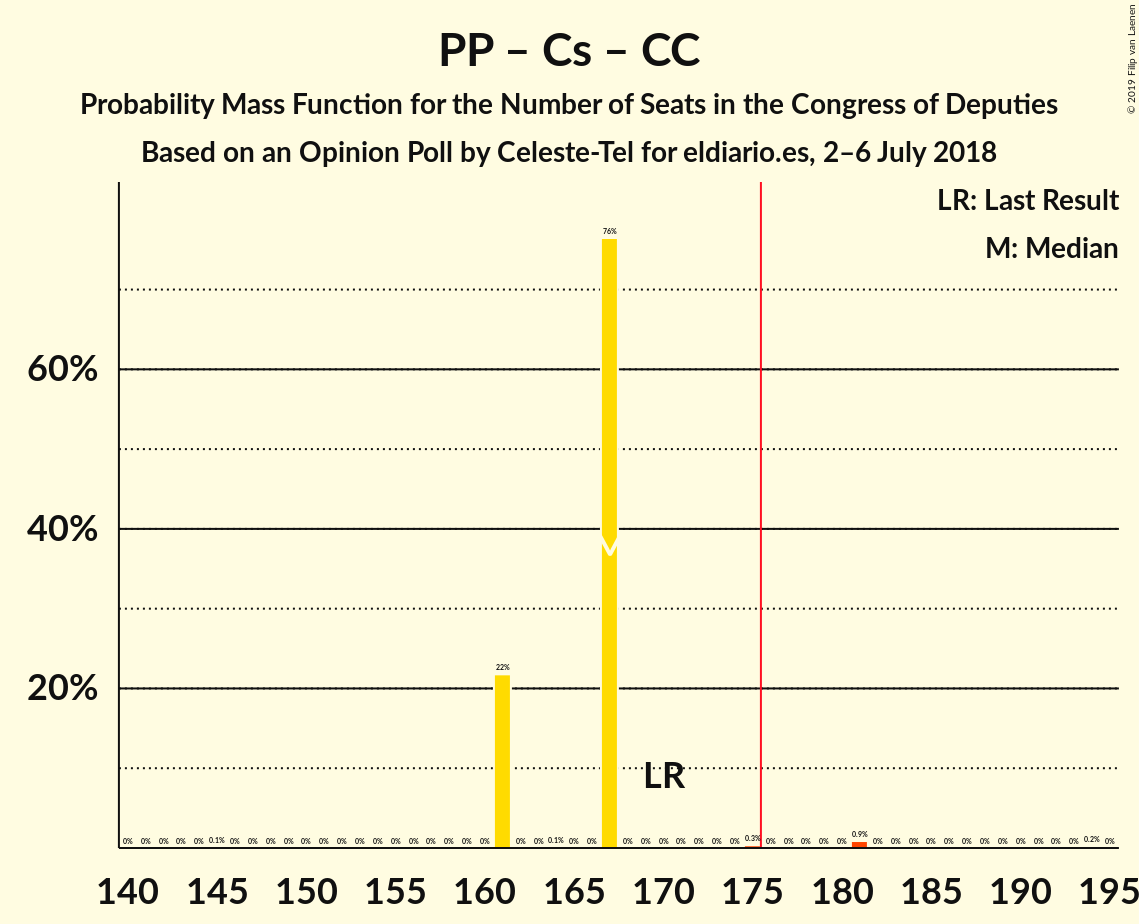 © 2019 Filip van Laenen
PP – Cs – CC
Probability Mass Function for the Number of Seats in the Congress of Deputies
Based on an Opinion Poll by Celeste-Tel for eldiario.es, 2–6 July 2018
LR: Last Result
M: Median
76%
60%
40%
22%
20%
LR
0% 0% 0% 0% 0% 0.1% 0% 0% 0% 0% 0% 0% 0% 0% 0% 0% 0% 0% 0% 0% 0% 0% 0% 0.1% 0% 0% 0% 0% 0% 0% 0% 0% 0% 0% 0.3% 0% 0% 0% 0% 0% 0.9% 0% 0% 0% 0% 0% 0% 0% 0% 0% 0% 0% 0% 0.2% 0%
140 145 150 155 160 165 170 175 180 185 190 195